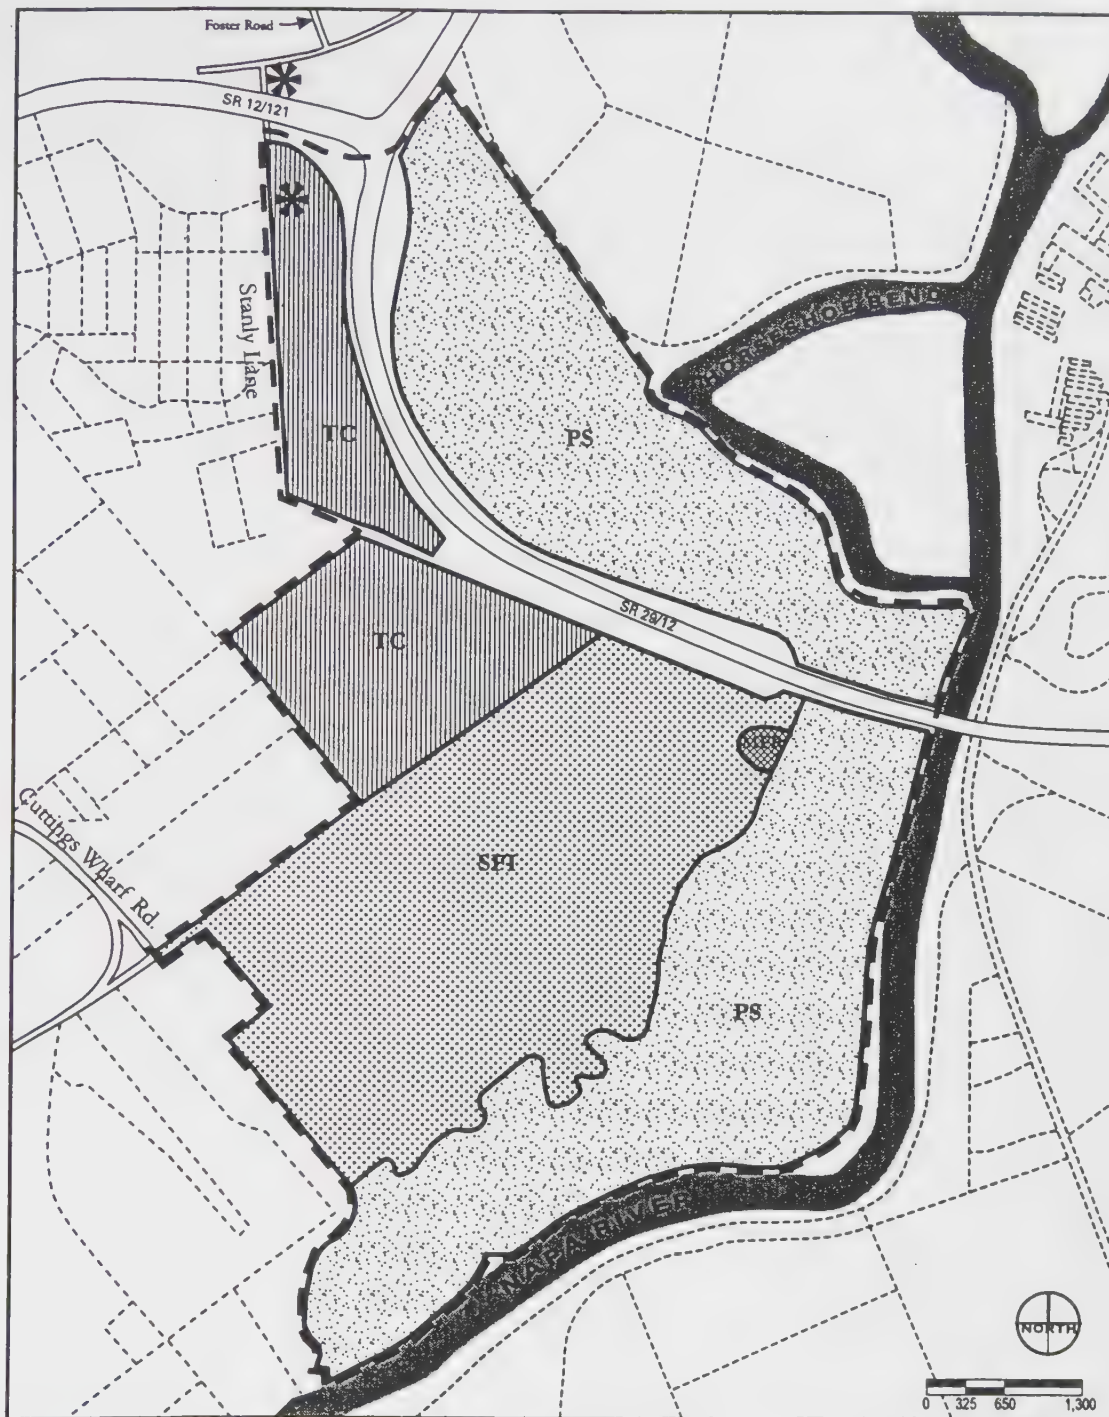 Foster Road
SR 12/121
HORSESHOE BEND
Stanly Lane
TC
PS
SR 29/12
TC
Cuttings Wharf Rd
SFI
PS
NAPA RIVER
NORTH
0 325 650 1,300